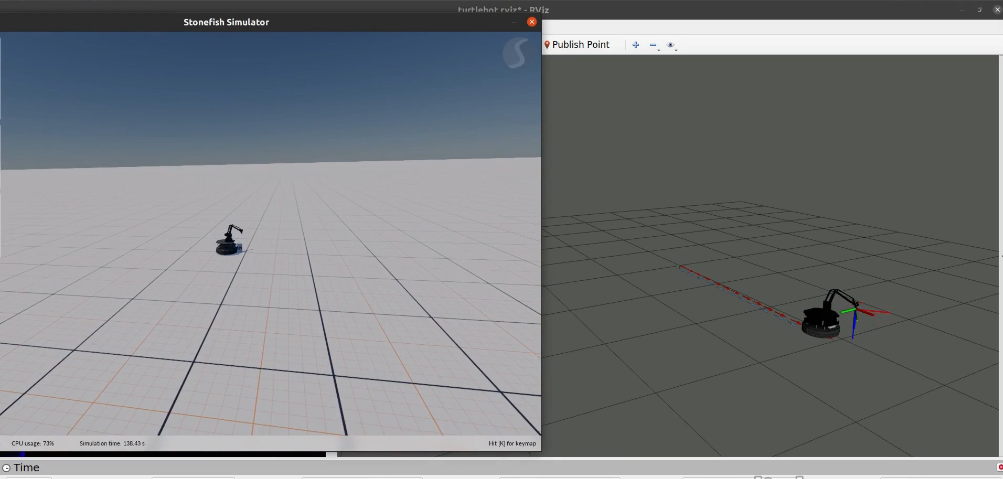 turtlebot.rviz* - RViz
Stonefish Simulator
Publish Point
CPU usage: 73%
Simulation time: 138.43 s
Hit [K] for keymap
Time